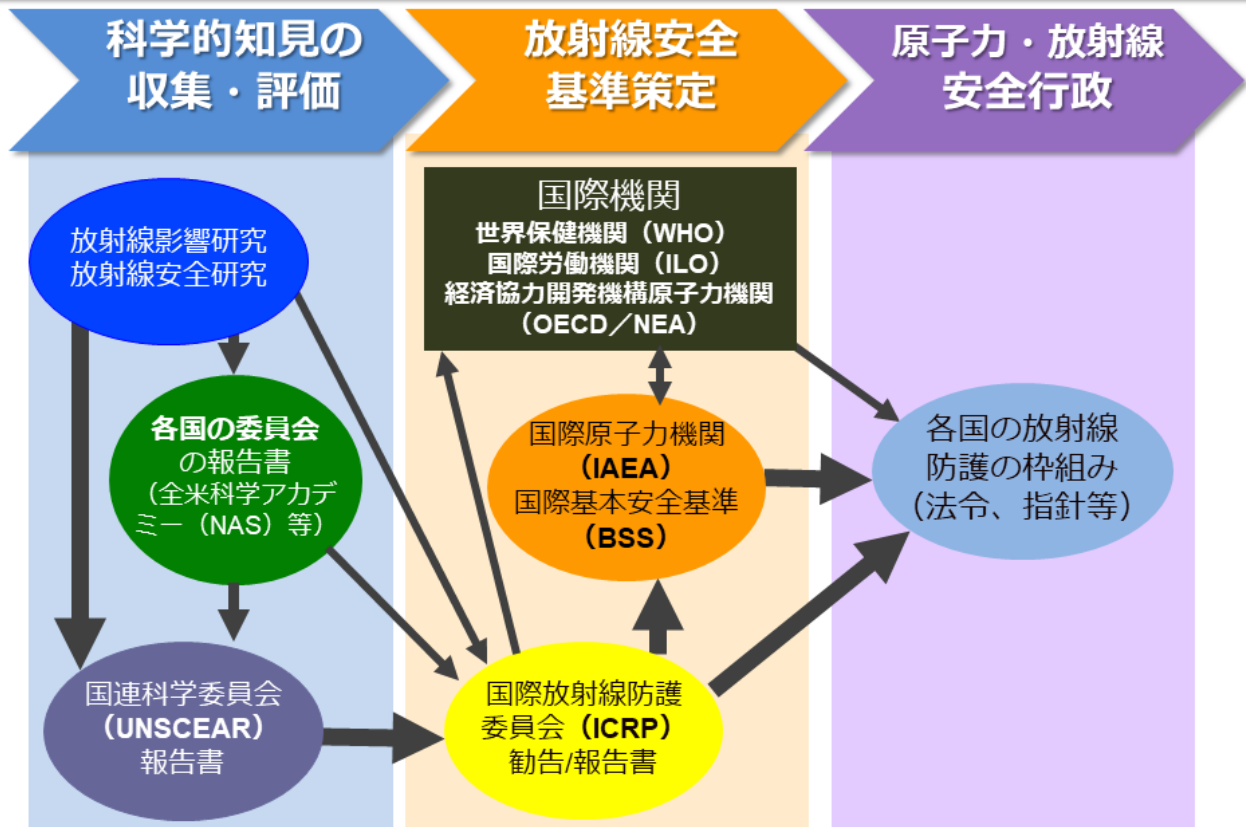 科学的知見の
収集・評価
放射線安全
基準策定
原子力・放射線
安全行政
放射線影響研究
放射線安全研究
各国の委員会
の報告書
（全米科学アカデ
ミー（NAS）等）
国連科学委員会
（UNSCEAR）
報告書
国際機関
世界保健機関（WHO）
国際労働機関（ILO）
経済協力開発機構原子力機関
（OECD／NEA）
国際原子力機関
（IAEA）
国際基本安全基準
（BSS）
国際放射線防護
委員会（ICRP）
勧告/報告書
各国の放射線
防護の枠組み
（法令、指針等）